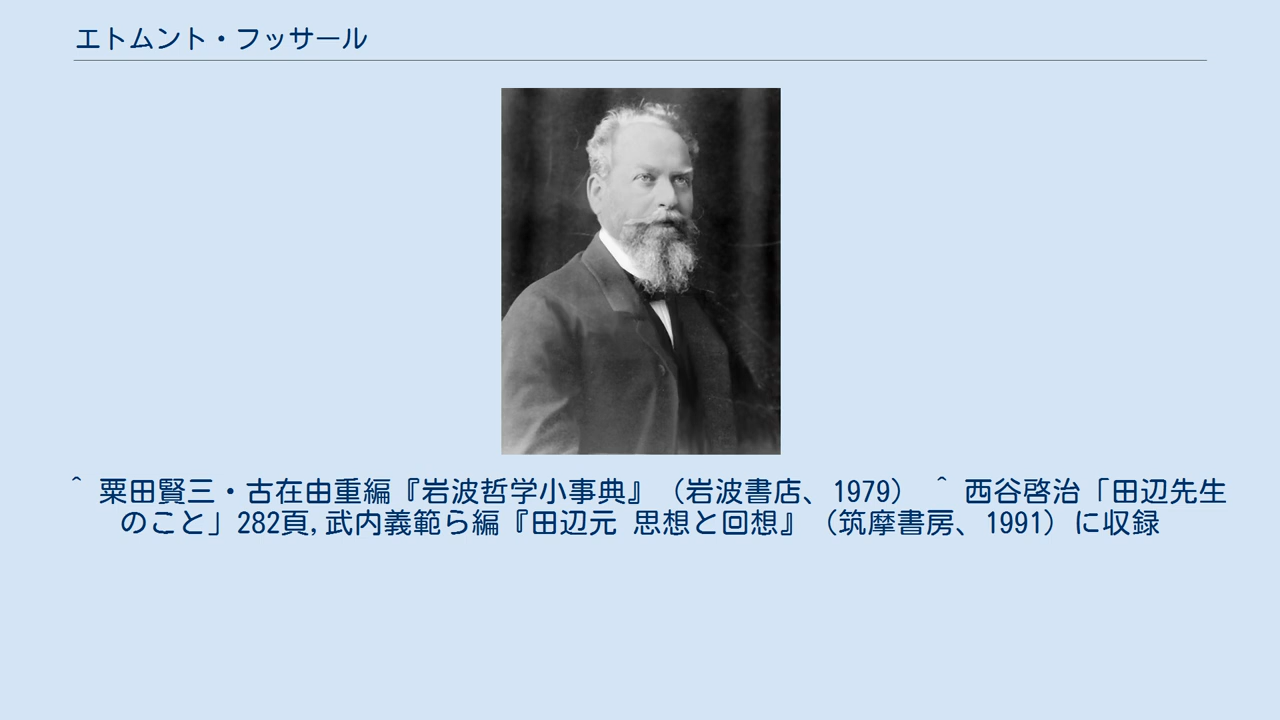 エトムント・フッサール
^ 粟田賢三・古在由重編『岩波哲学小事典』（岩波書店、1979） ^ 西谷啓治「田辺先生
のこと」282頁,武内義範ら編『田辺元 思想と回想』（筑摩書房、1991）に収録